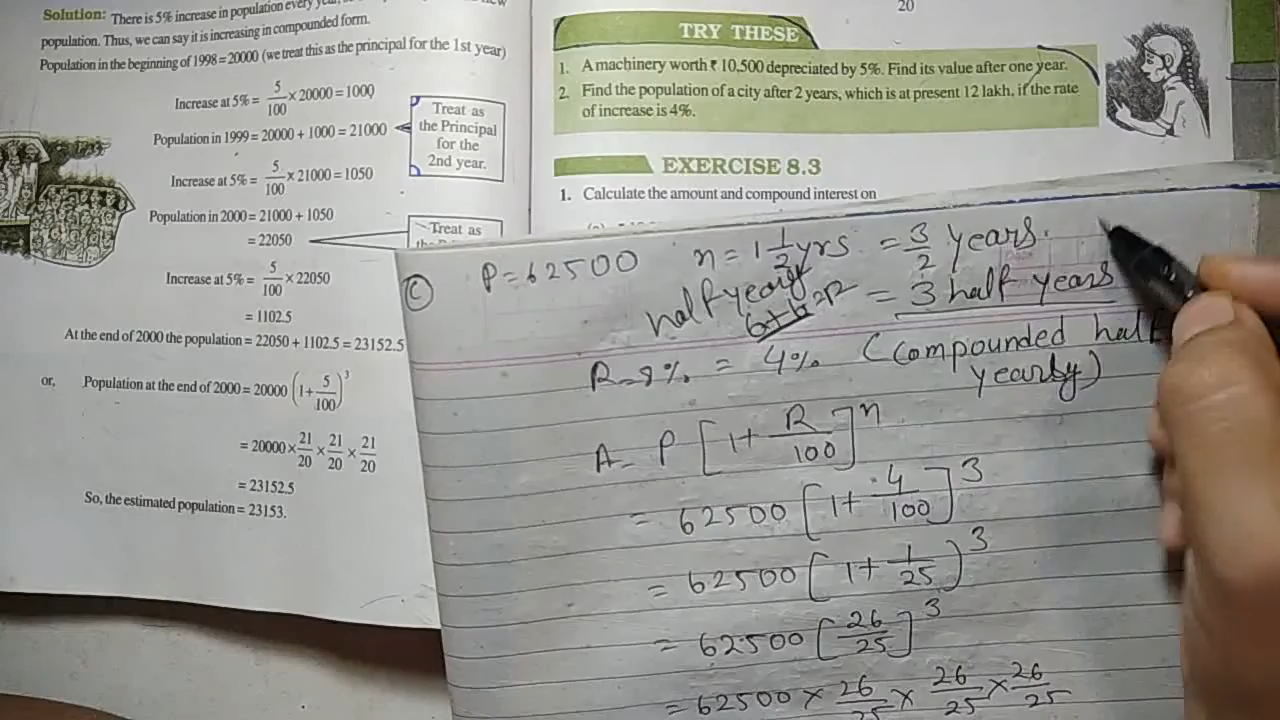 Solution: There is 5% increase in population every
population. Thus, we can say it is increasing in compounded form.
Population in the beginning of 1998 = 20000 (we treat this as the principal for the 1st year)
Increase at 5% = 5/100 × 20000 = 1000
Population in 1999 = 20000 + 1000 = 21000
Treat as
the Principal
for the
2nd year.
Increase at 5% = 5/100 × 21000 = 1050
Population in 2000 = 21000 + 1050
= 22050
Treat as
Increase at 5% = 5/100 × 22050
= 1102.5
At the end of 2000 the population = 22050 + 1102.5 = 23152.5
or, Population at the end of 2000 = 20000 (1 + 5/100)^3
= 20000 × 21/20 × 21/20 × 21/20
= 23152.5
So, the estimated population = 23153.
20
TRY THESE
1. A machinery worth ₹ 10,500 depreciated by 5%. Find its value after one year.
2. Find the population of a city after 2 years, which is at present 12 lakh, if the rate
of increase is 4%.
EXERCISE 8.3
1. Calculate the amount and compound interest on
(c) P = 62500 n = 1 1/2 yrs = 3/2 years.
half yearly = 3 half years
R = 8% = 4% (Compounded half
yearly)
A = P [1 + R/100]^n
= 62500 [1 + 4/100]^3
= 62500 [1 + 1/25]^3
= 62500 [26/25]^3
= 62500 × 26/25 × 26/25 × 26/25